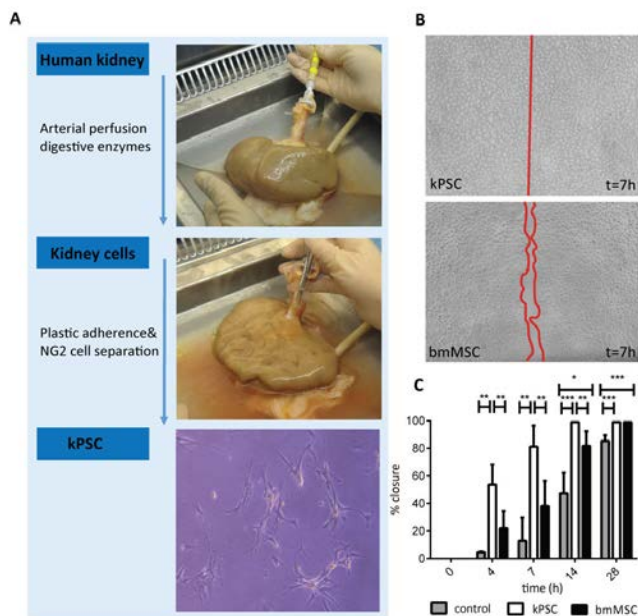 A
Human kidney
Arterial perfusion
digestive enzymes
Kidney cells
Plastic adherence&
NG2 cell separation
kPSC
B
kPSC
t=7h
bmMSC
t=7h
C
*
***
** ** ** ** *** ** ***
% closure
100
80
60
40
20
0
0 4 7 14 28
time (h)
control kPSC bmMSC